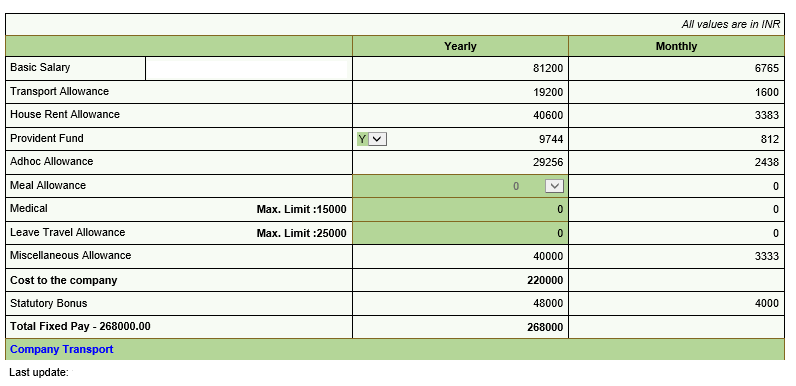 All values are in INR
Yearly Monthly
Basic Salary 81200 6765
Transport Allowance 19200 1600
House Rent Allowance 40600 3383
Provident Fund Y 9744 812
Adhoc Allowance 29256 2438
Meal Allowance 0 0
Medical Max. Limit :15000 0 0
Leave Travel Allowance Max. Limit :25000 0 0
Miscellaneous Allowance 40000 3333
Cost to the company 220000
Statutory Bonus 48000 4000
Total Fixed Pay - 268000.00 268000
Company Transport
Last update: